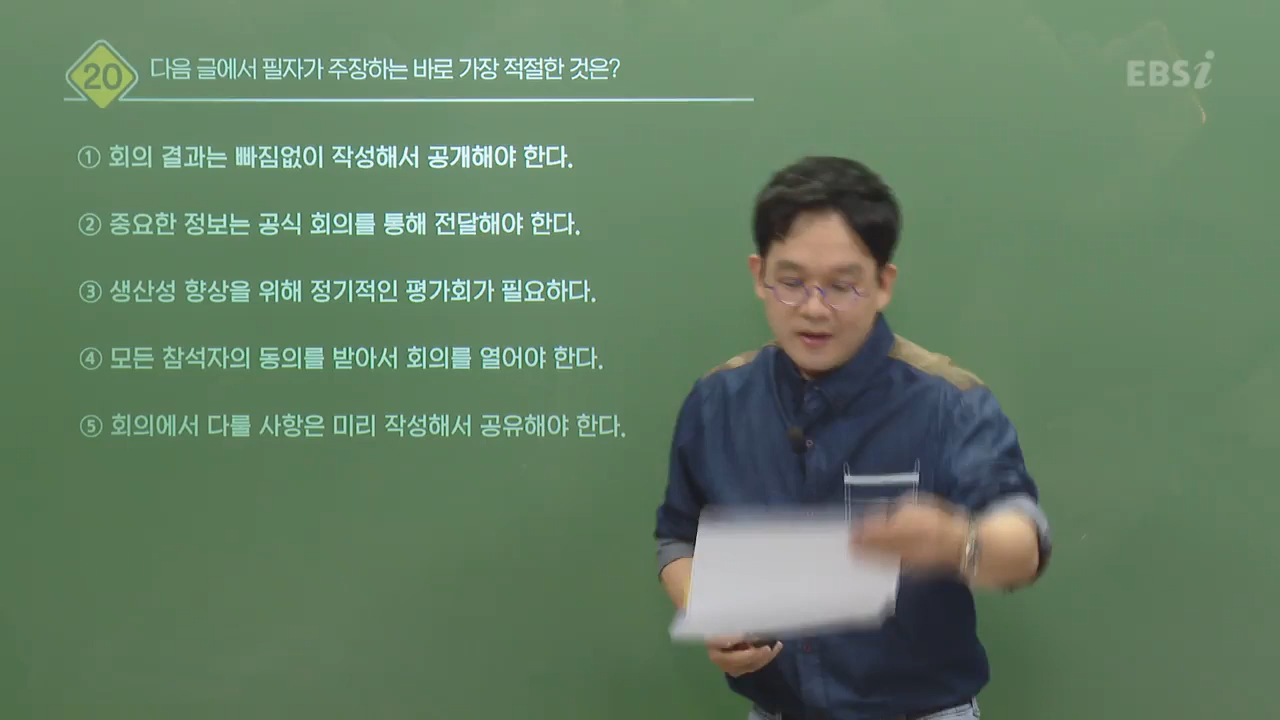 20 다음 글에서 필자가 주장하는 바로 가장 적절한 것은?
EBSi
① 회의 결과는 빠짐없이 작성해서 공개해야 한다.
② 중요한 정보는 공식 회의를 통해 전달해야 한다.
③ 생산성 향상을 위해 정기적인 평가회가 필요하다.
④ 모든 참석자의 동의를 받아서 회의를 열어야 한다.
⑤ 회의에서 다룰 사항은 미리 작성해서 공유해야 한다.